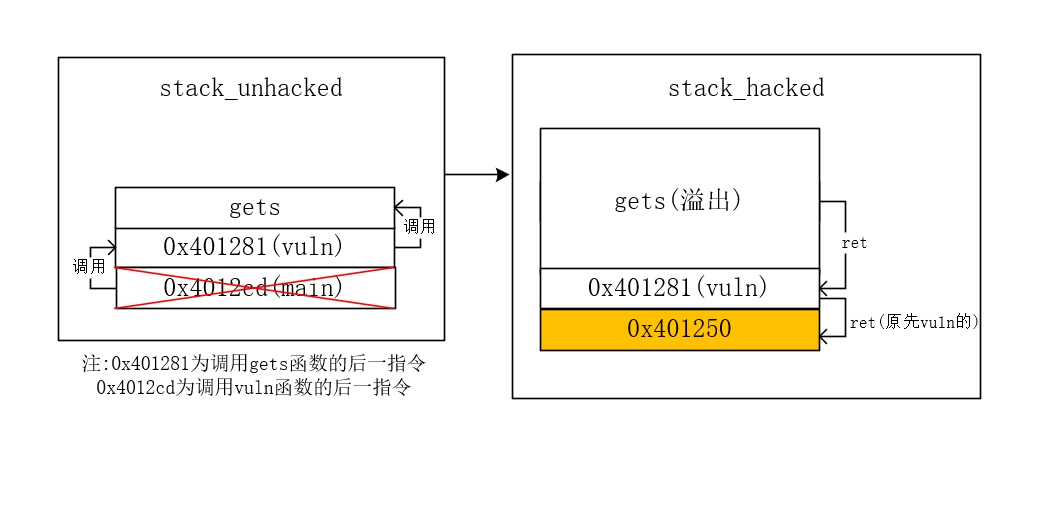 stack_unhacked
gets
调用
0x401281(vuln)
调用
0x4012cd(main)
注:0x401281为调用gets函数的后一指令
0x4012cd为调用vuln函数的后一指令
stack_hacked
gets(溢出)
ret
0x401281(vuln)
ret(原先vuln的)
0x401250